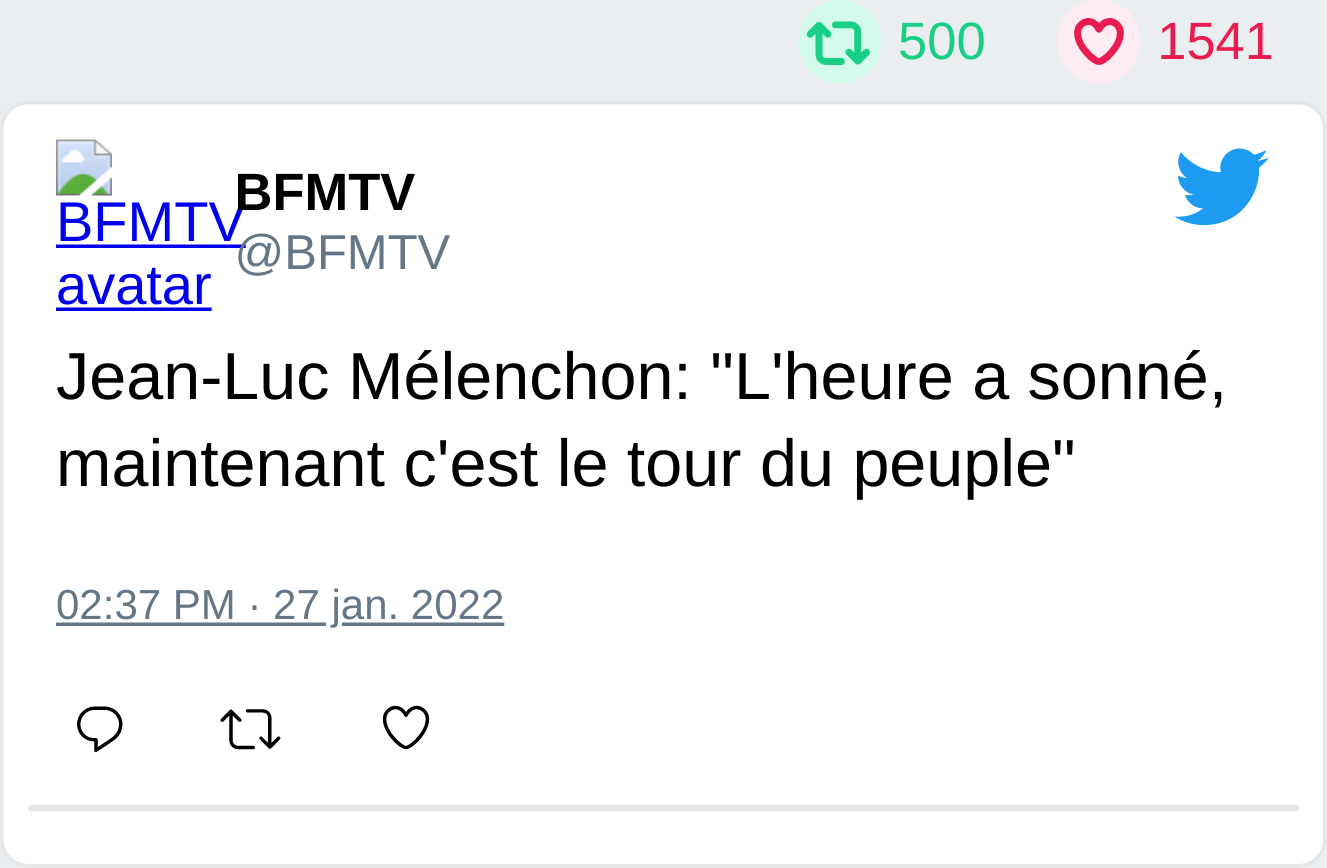 500 1541
BFMTV avatar
BFMTV
@BFMTV
Jean-Luc Mélenchon: "L'heure a sonné,
maintenant c'est le tour du peuple"
02:37 PM · 27 jan. 2022